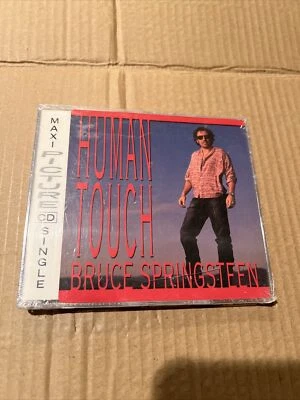 MAXI PICTURE CD SINGLE
HUMAN
TOUCH
BRUCE SPRINGSTEEN